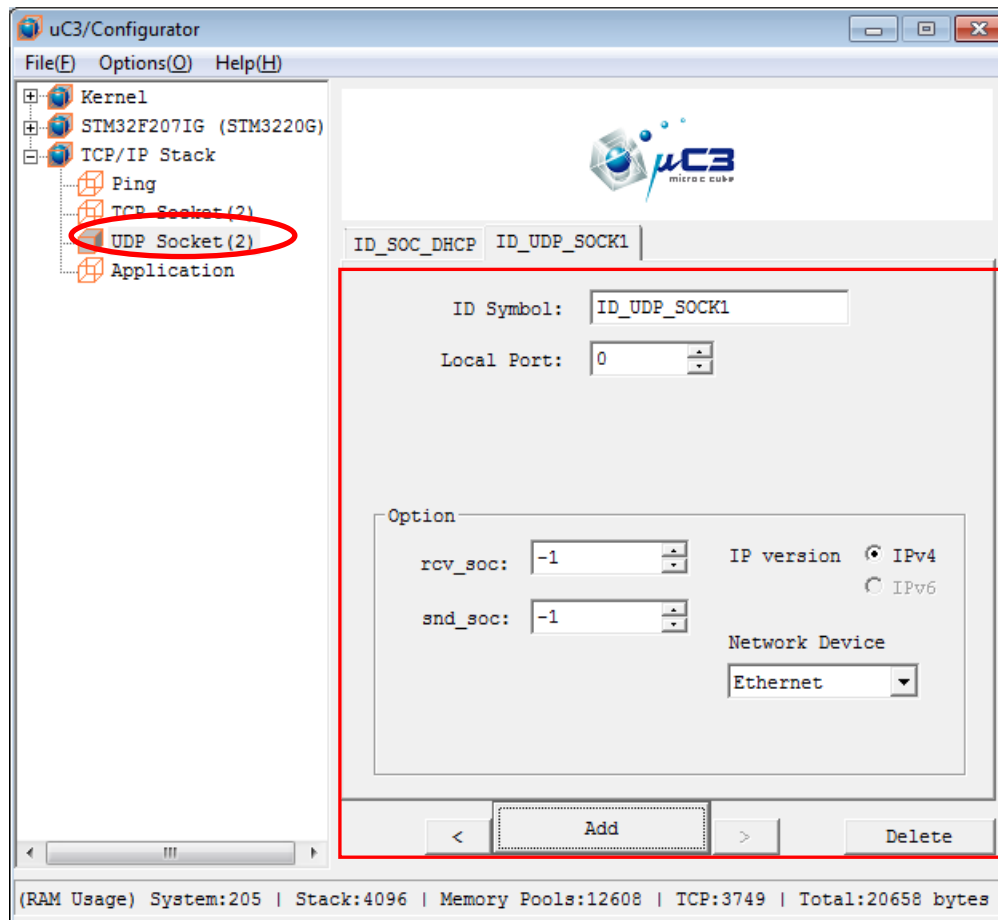 uC3/Configurator
File(F) Options(O) Help(H)
Kernel
STM32F207IG (STM3220G)
TCP/IP Stack
Ping
TCP Socket(2)
UDP Socket(2)
Application
µC3
micro c cube
ID_SOC_DHCP ID_UDP_SOCK1
ID Symbol: ID_UDP_SOCK1
Local Port: 0
Option
rcv_soc: -1 IP version IPv4
IPv6
snd_soc: -1
Network Device
Ethernet
< Add > Delete
(RAM Usage) System:205 | Stack:4096 | Memory Pools:12608 | TCP:3749 | Total:20658 bytes